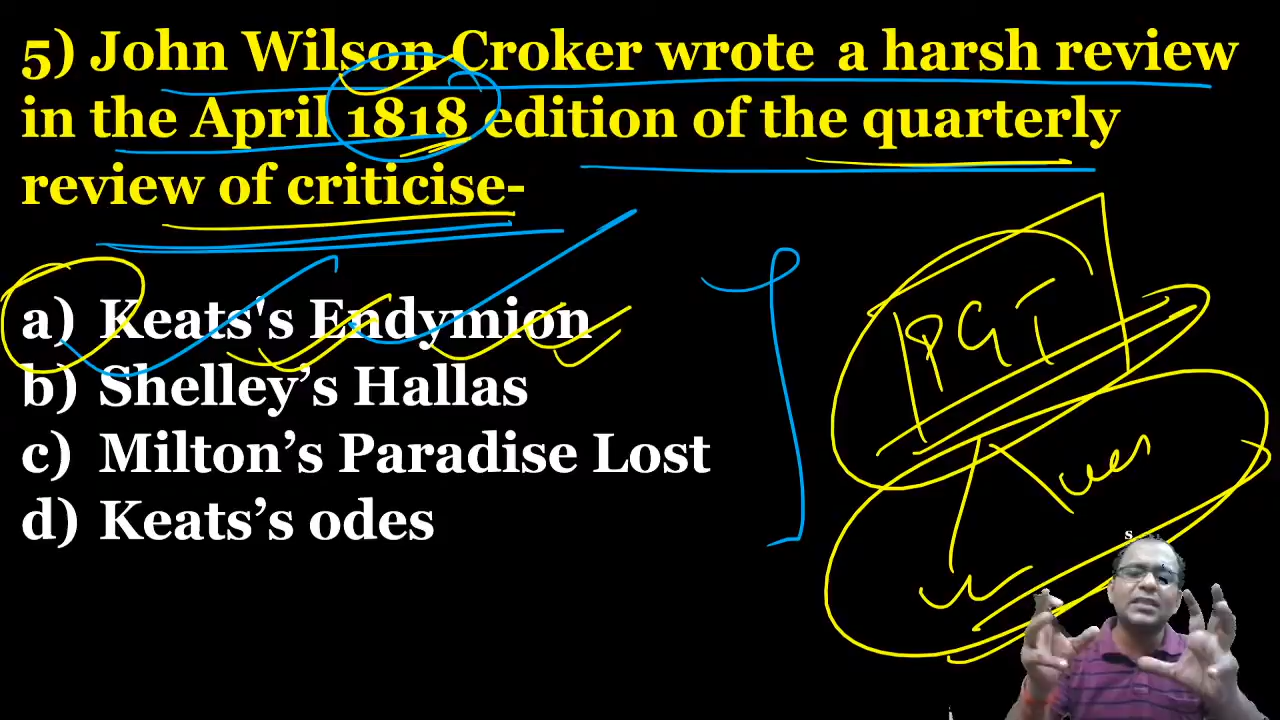 5) John Wilson Croker wrote a harsh review
in the April 1818 edition of the quarterly
review of criticise-
a) Keats's Endymion
b) Shelley’s Hallas
c) Milton’s Paradise Lost
d) Keats’s odes
PGT
s